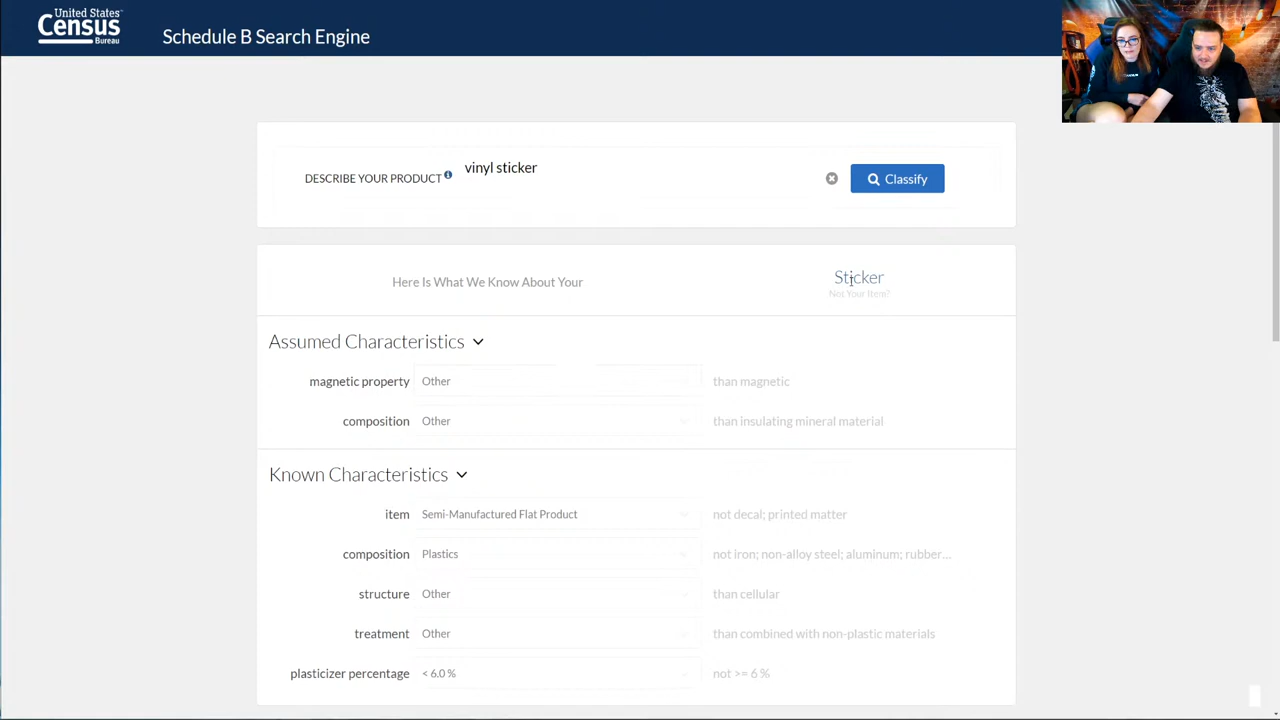 United States
Census
Bureau
Schedule B Search Engine
DESCRIBE YOUR PRODUCT
vinyl sticker
Classify
Here Is What We Know About Your
Sticker
Not Your Item?
Assumed Characteristics
magnetic property Other than magnetic
composition Other than insulating mineral material
Known Characteristics
item Semi-Manufactured Flat Product not decal; printed matter
composition Plastics not iron; non-alloy steel; aluminum; rubber...
structure Other than cellular
treatment Other than combined with non-plastic materials
plasticizer percentage < 6.0 % not >= 6 %